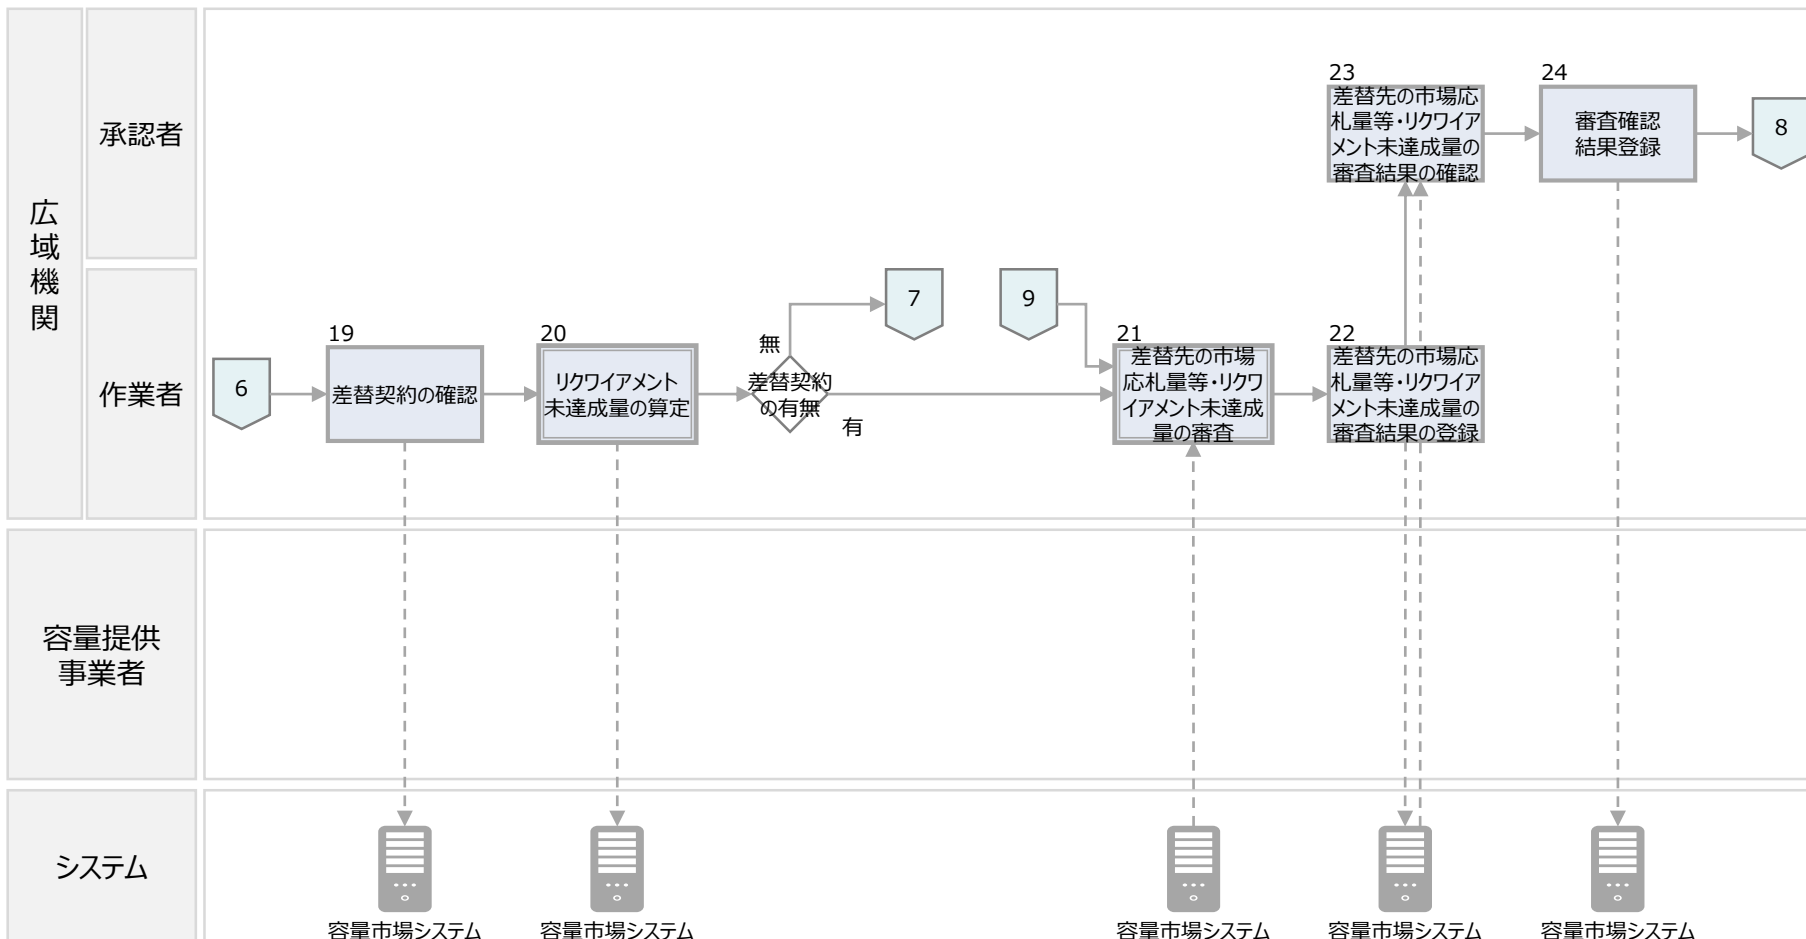 広域機関
承認者
23
差替先の市場応
札量等・リクワイア
メント未達成量の
審査結果の確認
24
審査確認
結果登録
8
作業者
6
19
差替契約の確認
20
リクワイアメント
未達成量の算定
無
差替契約
の有無
有
7
9
21
差替先の市場
応札量等・リクワ
イアメント未達成
量の審査
22
差替先の市場応
札量等・リクワイア
メント未達成量の
審査結果の登録
容量提供
事業者
システム
容量市場システム
容量市場システム
容量市場システム
容量市場システム
容量市場システム